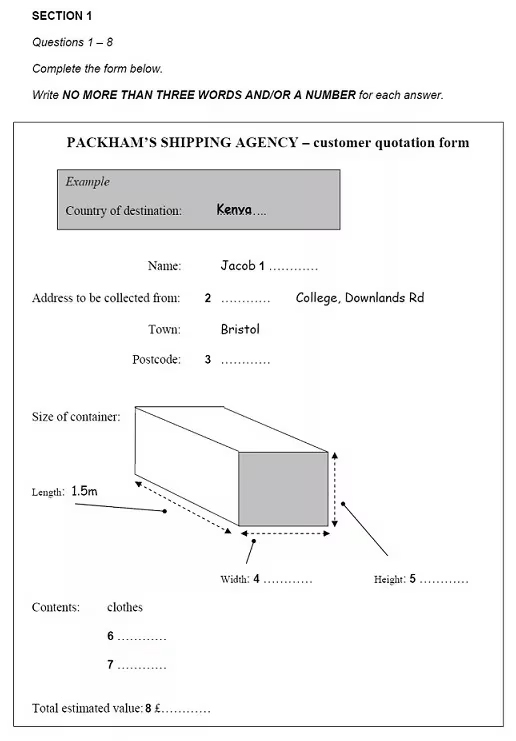 SECTION 1
Questions 1 – 8
Complete the form below.
Write NO MORE THAN THREE WORDS AND/OR A NUMBER for each answer.
PACKHAM'S SHIPPING AGENCY – customer quotation form
Example
Country of destination: Kenya.....
Name: Jacob 1 ............
Address to be collected from: 2 ............ College, Downlands Rd
Town: Bristol
Postcode: 3 ............
Size of container:
Length: 1.5m
Width: 4 ............
Height: 5 ............
Contents: clothes
6 ............
7 ............
Total estimated value: 8 £............